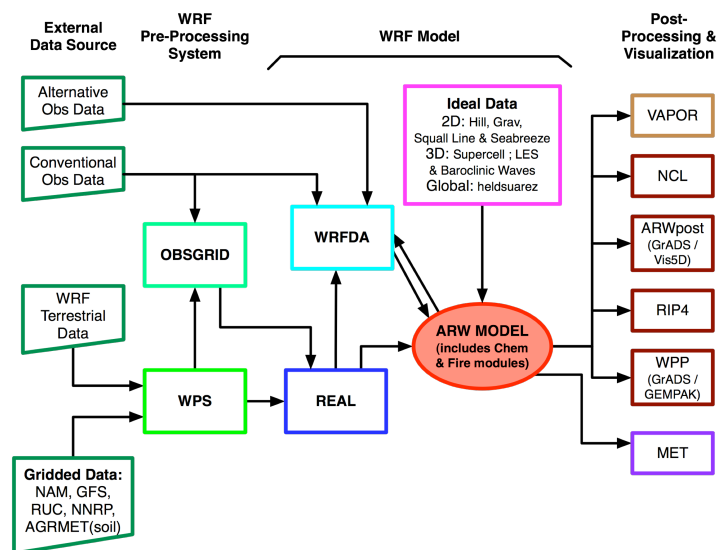 External
Data Source
WRF
Pre-Processing
System
WRF Model
Post-
Processing &
Visualization
Alternative
Obs Data
Conventional
Obs Data
WRF
Terrestrial
Data
Gridded Data:
NAM, GFS,
RUC, NNRP,
AGRMET(soil)
OBSGRID
WPS
WRFDA
REAL
Ideal Data
2D: Hill, Grav,
Squall Line & Seabreeze
3D: Supercell ; LES
& Baroclinic Waves
Global: heldsuarez
ARW MODEL
(includes Chem
& Fire modules)
VAPOR
NCL
ARWpost
(GrADS /
Vis5D)
RIP4
WPP
(GrADS /
GEMPAK)
MET